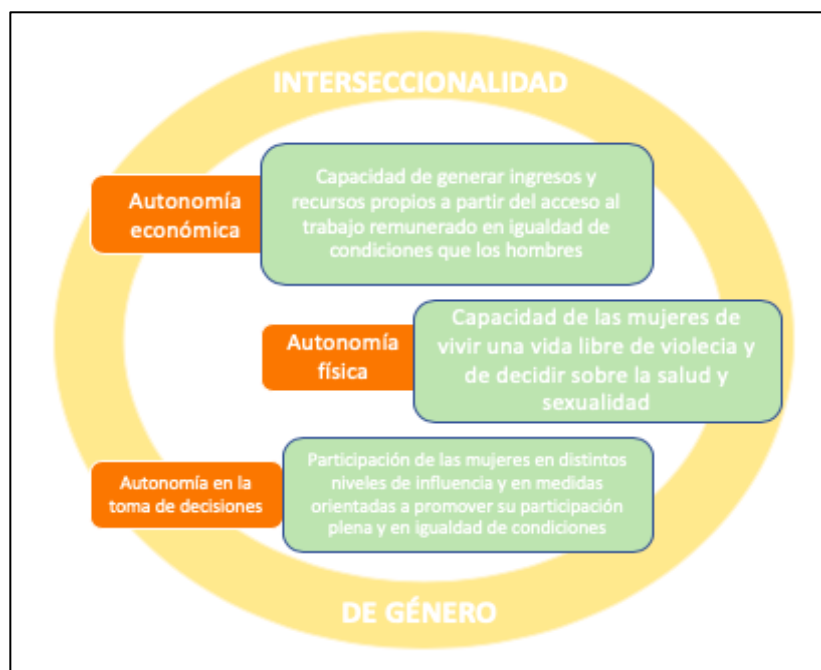 INTERSECCIONALIDAD
Autonomía
económica
Capacidad de generar ingresos y
recursos propios a partir del acceso al
trabajo remunerado en igualdad de
condiciones que los hombres
Autonomía
física
Capacidad de las mujeres de
vivir una vida libre de violecia y
de decidir sobre la salud y
sexualidad
Autonomía en la
toma de decisiones
Participación de las mujeres en distintos
niveles de influencia y en medidas
orientadas a promover su participación
plena y en igualdad de condiciones
DE GÉNERO